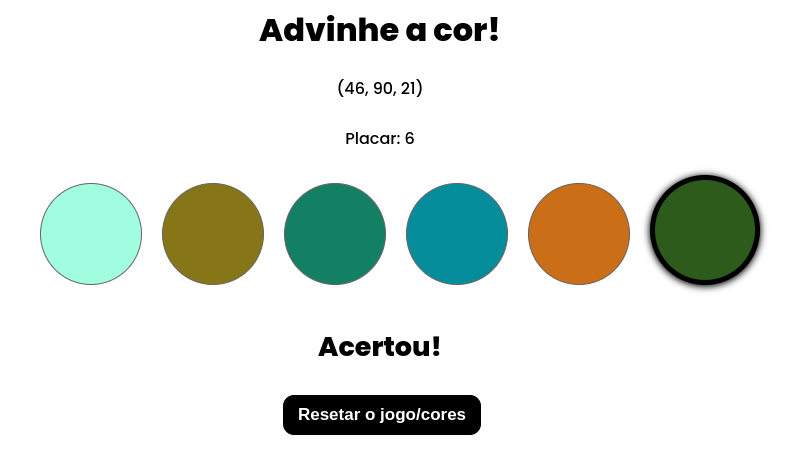 Advinhe a cor!
(46, 90, 21)
Placar: 6
Acertou!
Resetar o jogo/cores